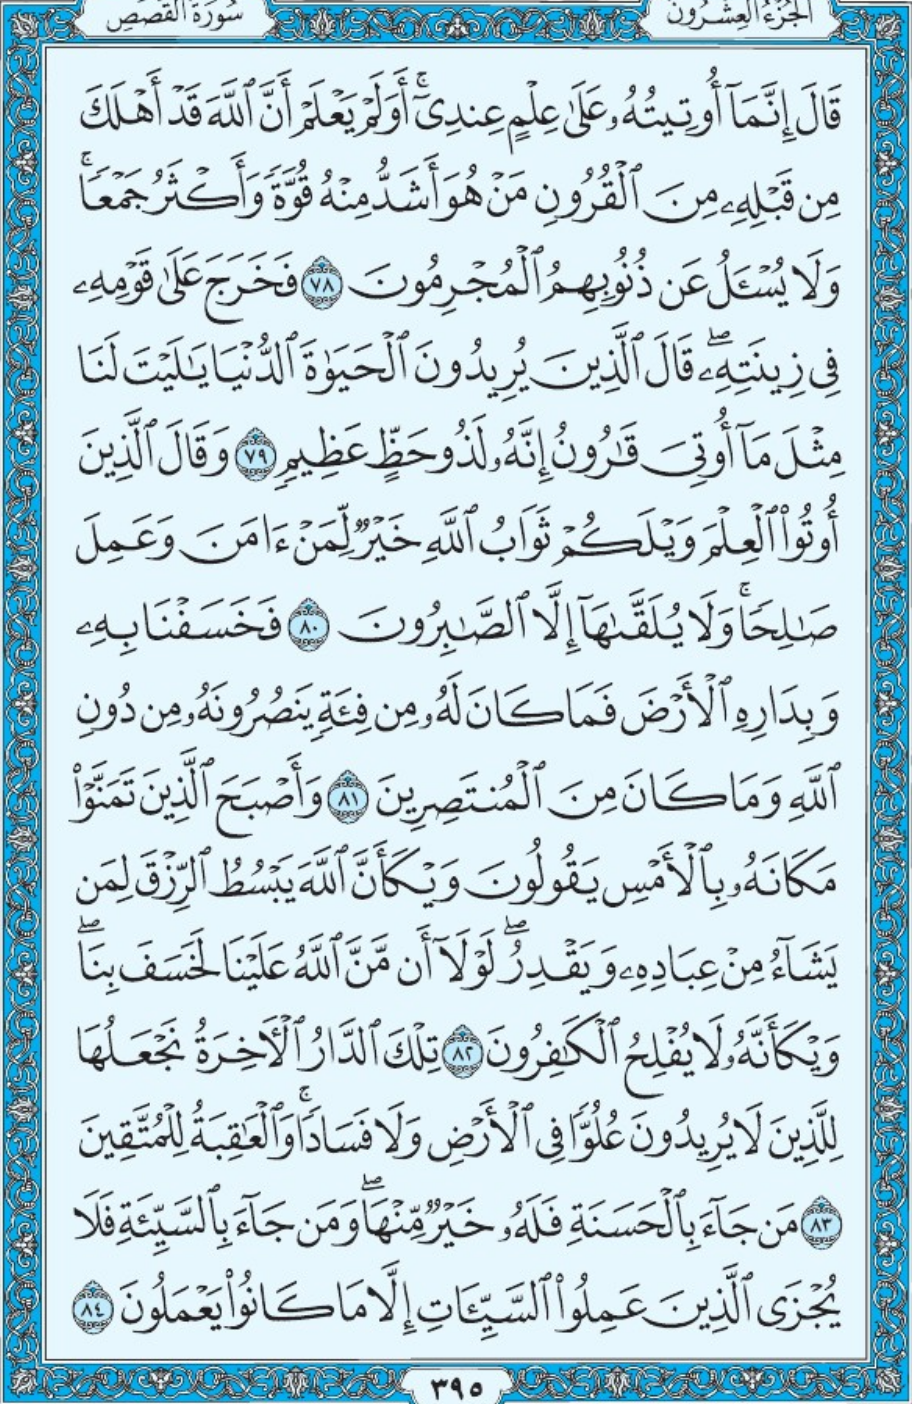 سُورَةُ القَصَصِ
الجُزْءُ العِشْرُونَ
قَالَ إِنَّمَآ أُوتِيتُهُۥ عَلَىٰ عِلْمٍ عِندِىٓۚ أَوَلَمْ يَعْلَمْ أَنَّ ٱللَّهَ قَدْ أَهْلَكَ
مِن قَبْلِهِۦ مِنَ ٱلْقُرُونِ مَنْ هُوَ أَشَدُّ مِنْهُ قُوَّةً وَأَكْثَرُ جَمْعًاۚ
وَلَا يُسْـَٔلُ عَن ذُنُوبِهِمُ ٱلْمُجْرِمُونَ ٧٨ فَخَرَجَ عَلَىٰ قَوْمِهِۦ
فِى زِينَتِهِۦۖ قَالَ ٱلَّذِينَ يُرِيدُونَ ٱلْحَيَوٰةَ ٱلدُّنْيَا يَٰلَيْتَ لَنَا
مِثْلَ مَآ أُوتِىَ قَٰرُونُ إِنَّهُۥ لَذُو حَظٍّ عَظِيمٍ ٧٩ وَقَالَ ٱلَّذِينَ
أُوتُوا۟ ٱلْعِلْمَ وَيْلَكُمْ ثَوَابُ ٱللَّهِ خَيْرٌ لِّمَنْ ءَامَنَ وَعَمِلَ
صَٰلِحًاۚ وَلَا يُلَقَّىٰهَآ إِلَّا ٱلصَّٰبِرُونَ ٨٠ فَخَسَفْنَا بِهِۦ
وَبِدَارِهِ ٱلْأَرْضَ فَمَا كَانَ لَهُۥ مِن فِئَةٍ يَنصُرُونَهُۥ مِن دُونِ
ٱللَّهِ وَمَا كَانَ مِنَ ٱلْمُنتَصِرِينَ ٨١ وَأَصْبَحَ ٱلَّذِينَ تَمَنَّوْا۟
مَكَانَهُۥ بِٱلْأَمْسِ يَقُولُونَ وَيْكَأَنَّ ٱللَّهَ يَبْسُطُ ٱلرِّزْقَ لِمَن
يَشَآءُ مِنْ عِبَادِهِۦ وَيَقْدِرُۖ لَوْلَآ أَن مَّنَّ ٱللَّهُ عَلَيْنَا لَخَسَفَ بِنَاۖ
وَيْكَأَنَّهُۥ لَا يُفْلِحُ ٱلْكَٰفِرُونَ ٨٢ تِلْكَ ٱلدَّارُ ٱلْـَٔاخِرَةُ نَجْعَلُهَا
لِلَّذِينَ لَا يُرِيدُونَ عُلُوًّا فِى ٱلْأَرْضِ وَلَا فَسَادًاۚ وَٱلْعَٰقِبَةُ لِلْمُتَّقِينَ
٨٣ مَن جَآءَ بِٱلْحَسَنَةِ فَلَهُۥ خَيْرٌ مِّنْهَاۖ وَمَن جَآءَ بِٱلسَّيِّئَةِ فَلَا
يُجْزَى ٱلَّذِينَ عَمِلُوا۟ ٱلسَّيِّـَٔاتِ إِلَّا مَا كَانُوا۟ يَعْمَلُونَ ٨٤
٣٩٥